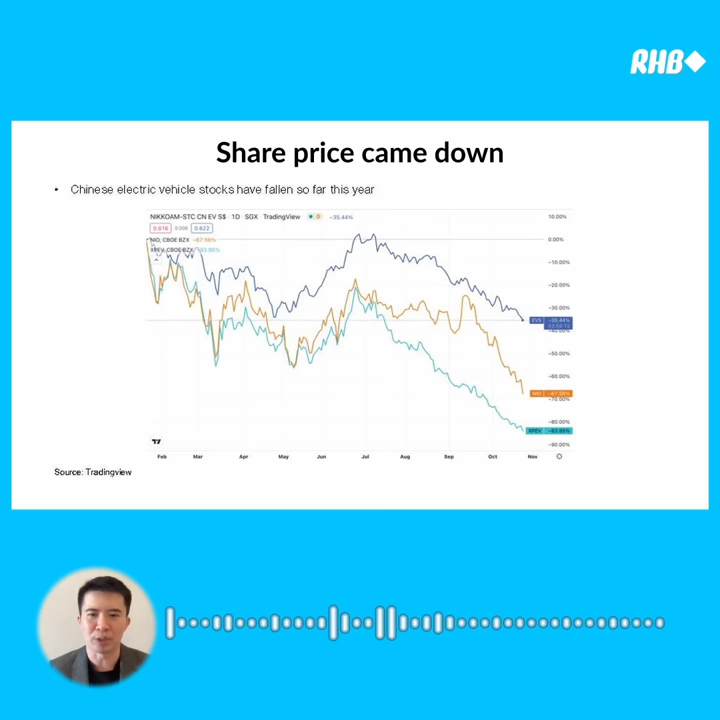 RHB
Share price came down
• Chinese electric vehicle stocks have fallen so far this year
NIKKOAM-STC CN EV S$ 1D SGX TradingView D -35.44%
0.616 0.006 0.622
NIO, CBOE BZX -67.66%
XPEV, CBOE BZX -83.95%
10.00%
0.00%
-10.00%
-20.00%
-30.00%
EVS -35.44%
-40.00%
-50.00%
-60.00%
NIO
-70.00%
-80.00%
XPEV -83.95%
-90.00%
Feb Mar Apr May Jun Jul Aug Sep Oct Nov
Source: Tradingview